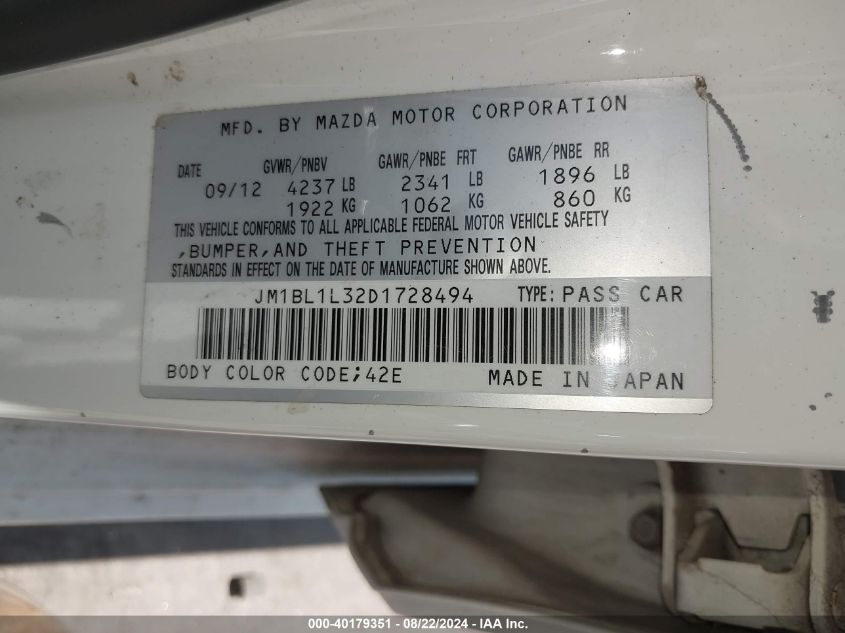 MFD. BY MAZDA MOTOR CORPORATION
DATE GVWR/PNBV GAWR/PNBE FRT GAWR/PNBE RR
09/12 4237 LB 2341 LB 1896 LB
1922 KG 1062 KG 860 KG
THIS VEHICLE CONFORMS TO ALL APPLICABLE FEDERAL MOTOR VEHICLE SAFETY
,BUMPER,AND THEFT PREVENTION
STANDARDS IN EFFECT ON THE DATE OF MANUFACTURE SHOWN ABOVE.
JM1BL1L32D1728494 TYPE: PASS CAR
BODY COLOR CODE;42E MADE IN JAPAN
000-40179351 - 08/22/2024 - IAA Inc.